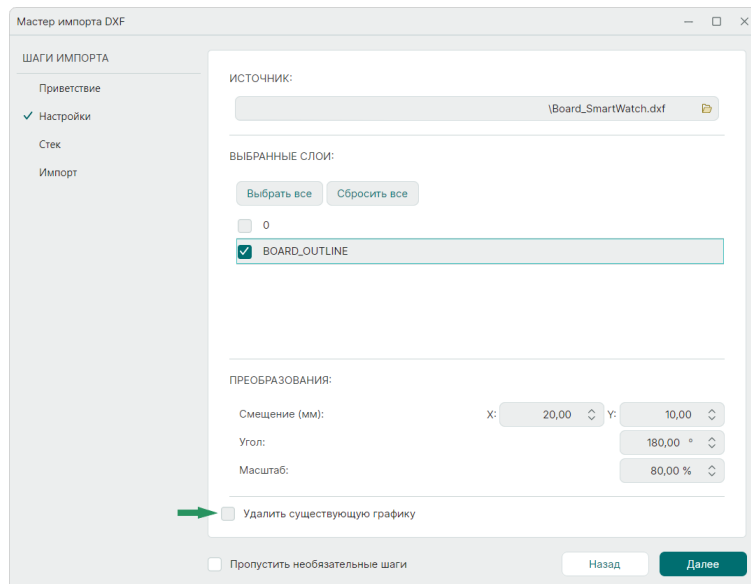 Мастер импорта DXF
ШАГИ ИМПОРТА
Приветствие
Настройки
Стек
Импорт
ИСТОЧНИК:
\Board_SmartWatch.dxf
ВЫБРАННЫЕ СЛОИ:
Выбрать все Сбросить все
0
BOARD_OUTLINE
ПРЕОБРАЗОВАНИЯ:
Смещение (мм): X: 20,00 Y: 10,00
Угол: 180,00 °
Масштаб: 80,00 %
Удалить существующую графику
Пропустить необязательные шаги Назад Далее